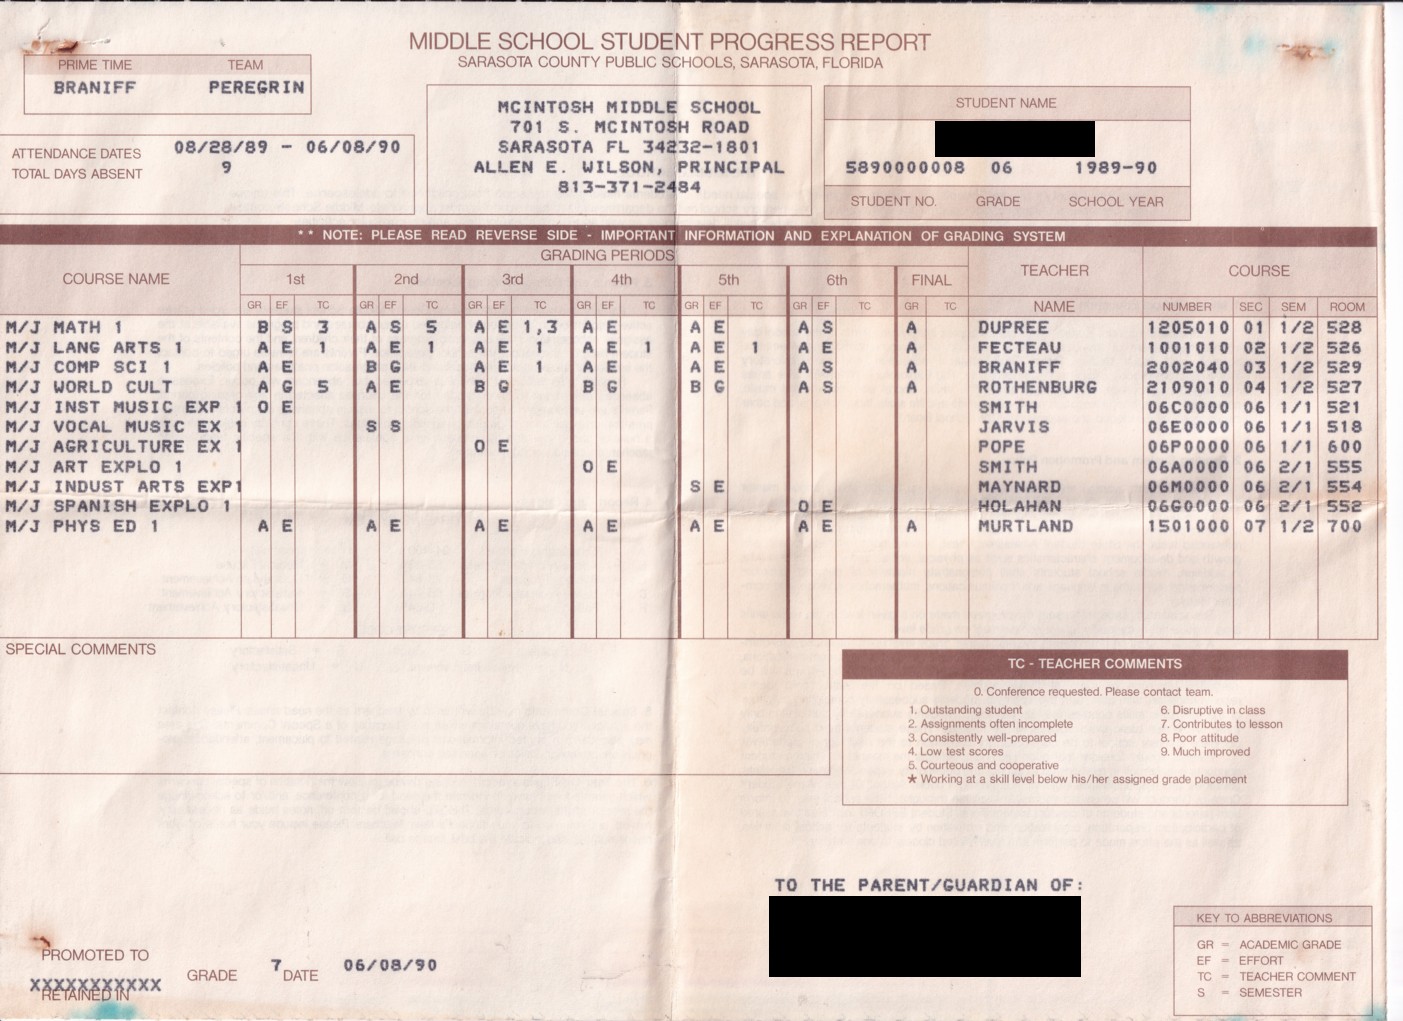 MIDDLE SCHOOL STUDENT PROGRESS REPORT
SARASOTA COUNTY PUBLIC SCHOOLS, SARASOTA, FLORIDA
PRIME TIME TEAM
BRANIFF PEREGRIN
ATTENDANCE DATES 08/28/89 - 06/08/90
TOTAL DAYS ABSENT 9
MCINTOSH MIDDLE SCHOOL
701 S. MCINTOSH ROAD
SARASOTA FL 34232-1801
ALLEN E. WILSON, PRINCIPAL
813-371-2484
STUDENT NAME
5890000008 06 1989-90
STUDENT NO. GRADE SCHOOL YEAR
** NOTE: PLEASE READ REVERSE SIDE - IMPORTANT INFORMATION AND EXPLANATION OF GRADING SYSTEM
COURSE NAME GRADING PERIODS TEACHER COURSE
1st 2nd 3rd 4th 5th 6th FINAL
GR EF TC GR EF TC GR EF TC GR EF TC GR EF TC GR EF TC GR TC NAME NUMBER SEC SEM ROOM
M/J MATH 1 B S 3 A S 5 A E 1,3 A E A E A S A DUPREE 1205010 01 1/2 528
M/J LANG ARTS 1 A E 1 A E 1 A E 1 A E 1 A E 1 A E A FECTEAU 1001010 02 1/2 526
M/J COMP SCI 1 A E B G A E 1 A E A E A S A BRANIFF 2002040 03 1/2 529
M/J WORLD CULT A G 5 A E B G B G B G A S A ROTHENBURG 2109010 04 1/2 527
M/J INST MUSIC EXP 1 O E SMITH 06C0000 06 1/1 521
M/J VOCAL MUSIC EX 1 S S JARVIS 06E0000 06 1/1 518
M/J AGRICULTURE EX 1 O E POPE 06P0000 06 1/1 600
M/J ART EXPLO 1 O E SMITH 06A0000 06 2/1 555
M/J INDUST ARTS EXP1 S E MAYNARD 06M0000 06 2/1 554
M/J SPANISH EXPLO 1 O E HOLAHAN 06G0000 06 2/1 552
M/J PHYS ED 1 A E A E A E A E A E A E A MURTLAND 1501000 07 1/2 700
SPECIAL COMMENTS
TC - TEACHER COMMENTS
0. Conference requested. Please contact team.
1. Outstanding student 6. Disruptive in class
2. Assignments often incomplete 7. Contributes to lesson
3. Consistently well-prepared 8. Poor attitude
4. Low test scores 9. Much improved
5. Courteous and cooperative
★ Working at a skill level below his/her assigned grade placement
TO THE PARENT/GUARDIAN OF:
KEY TO ABBREVIATIONS
GR = ACADEMIC GRADE
EF = EFFORT
TC = TEACHER COMMENT
S = SEMESTER
PROMOTED TO
XXXXXXXXXXX GRADE 7 DATE 06/08/90
RETAINED IN